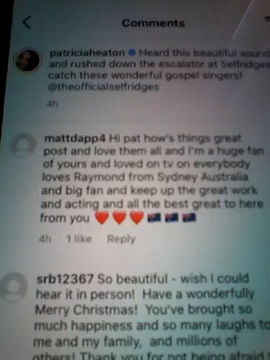 Comments
patriciaheaton Heard this beautiful sound
and rushed down the escalator at Selfridges
catch these wonderful gospel singers!
@theofficialselfridges
4h
mattdapp4 Hi pat how's things great
post and love them all and I'm a huge fan
of yours and loved on tv on everybody
loves Raymond from Sydney Australia
and big fan and keep up the great work
and acting and all the best great to here
from you ❤️❤️❤️🇦🇺🇦🇺🇦🇺
4h 1 like Reply
srb12367 So beautiful - wish I could
hear it in person! Have a wonderfully
Merry Christmas! You've brought so
much happiness and so many laughs to
me and my family, and millions of
others! Thank you for not being afraid